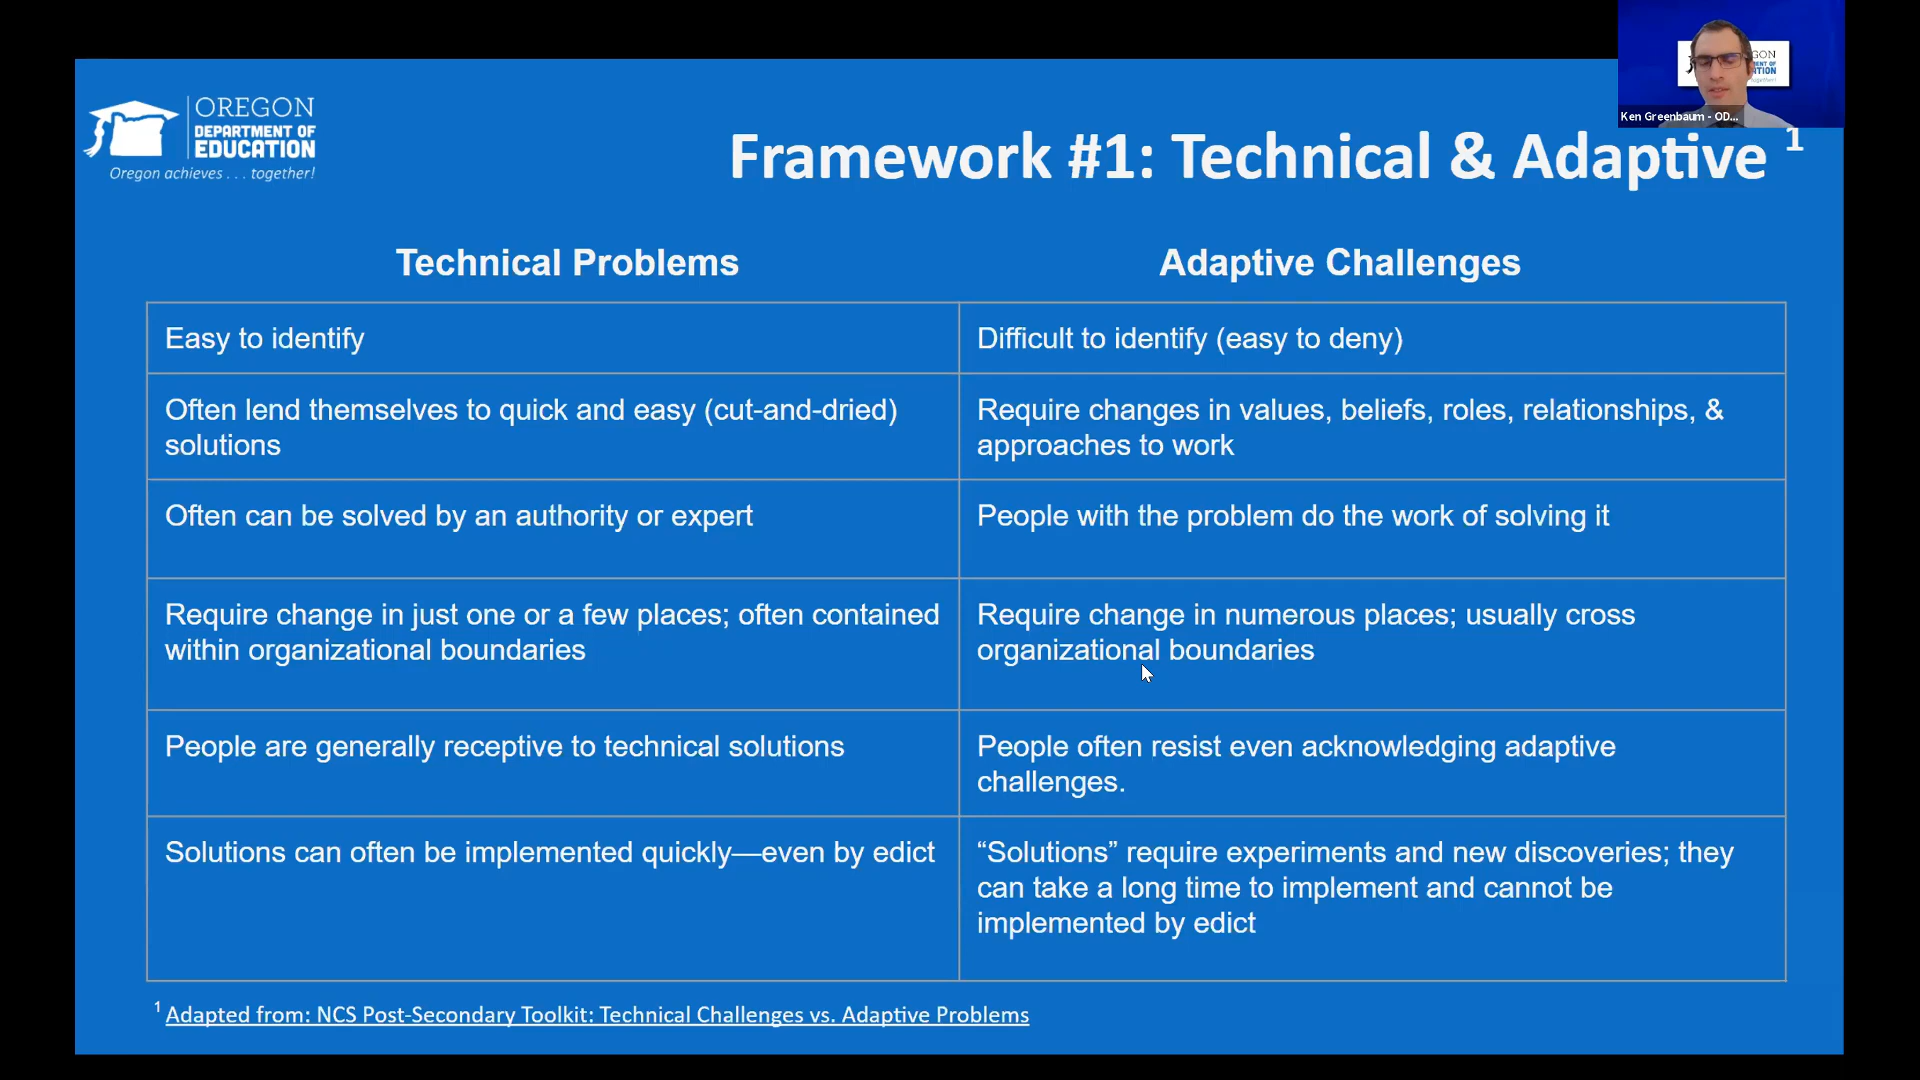 OREGON
DEPARTMENT OF
EDUCATION
Oregon achieves . . . together!
Ken Greenbaum - OD...
Framework #1: Technical & Adaptive 1
Technical Problems
Adaptive Challenges
Easy to identify
Difficult to identify (easy to deny)
Often lend themselves to quick and easy (cut-and-dried)
solutions
Require changes in values, beliefs, roles, relationships, &
approaches to work
Often can be solved by an authority or expert
People with the problem do the work of solving it
Require change in just one or a few places; often contained
within organizational boundaries
Require change in numerous places; usually cross
organizational boundaries
People are generally receptive to technical solutions
People often resist even acknowledging adaptive
challenges.
Solutions can often be implemented quickly—even by edict
“Solutions” require experiments and new discoveries; they
can take a long time to implement and cannot be
implemented by edict
1 Adapted from: NCS Post-Secondary Toolkit: Technical Challenges vs. Adaptive Problems